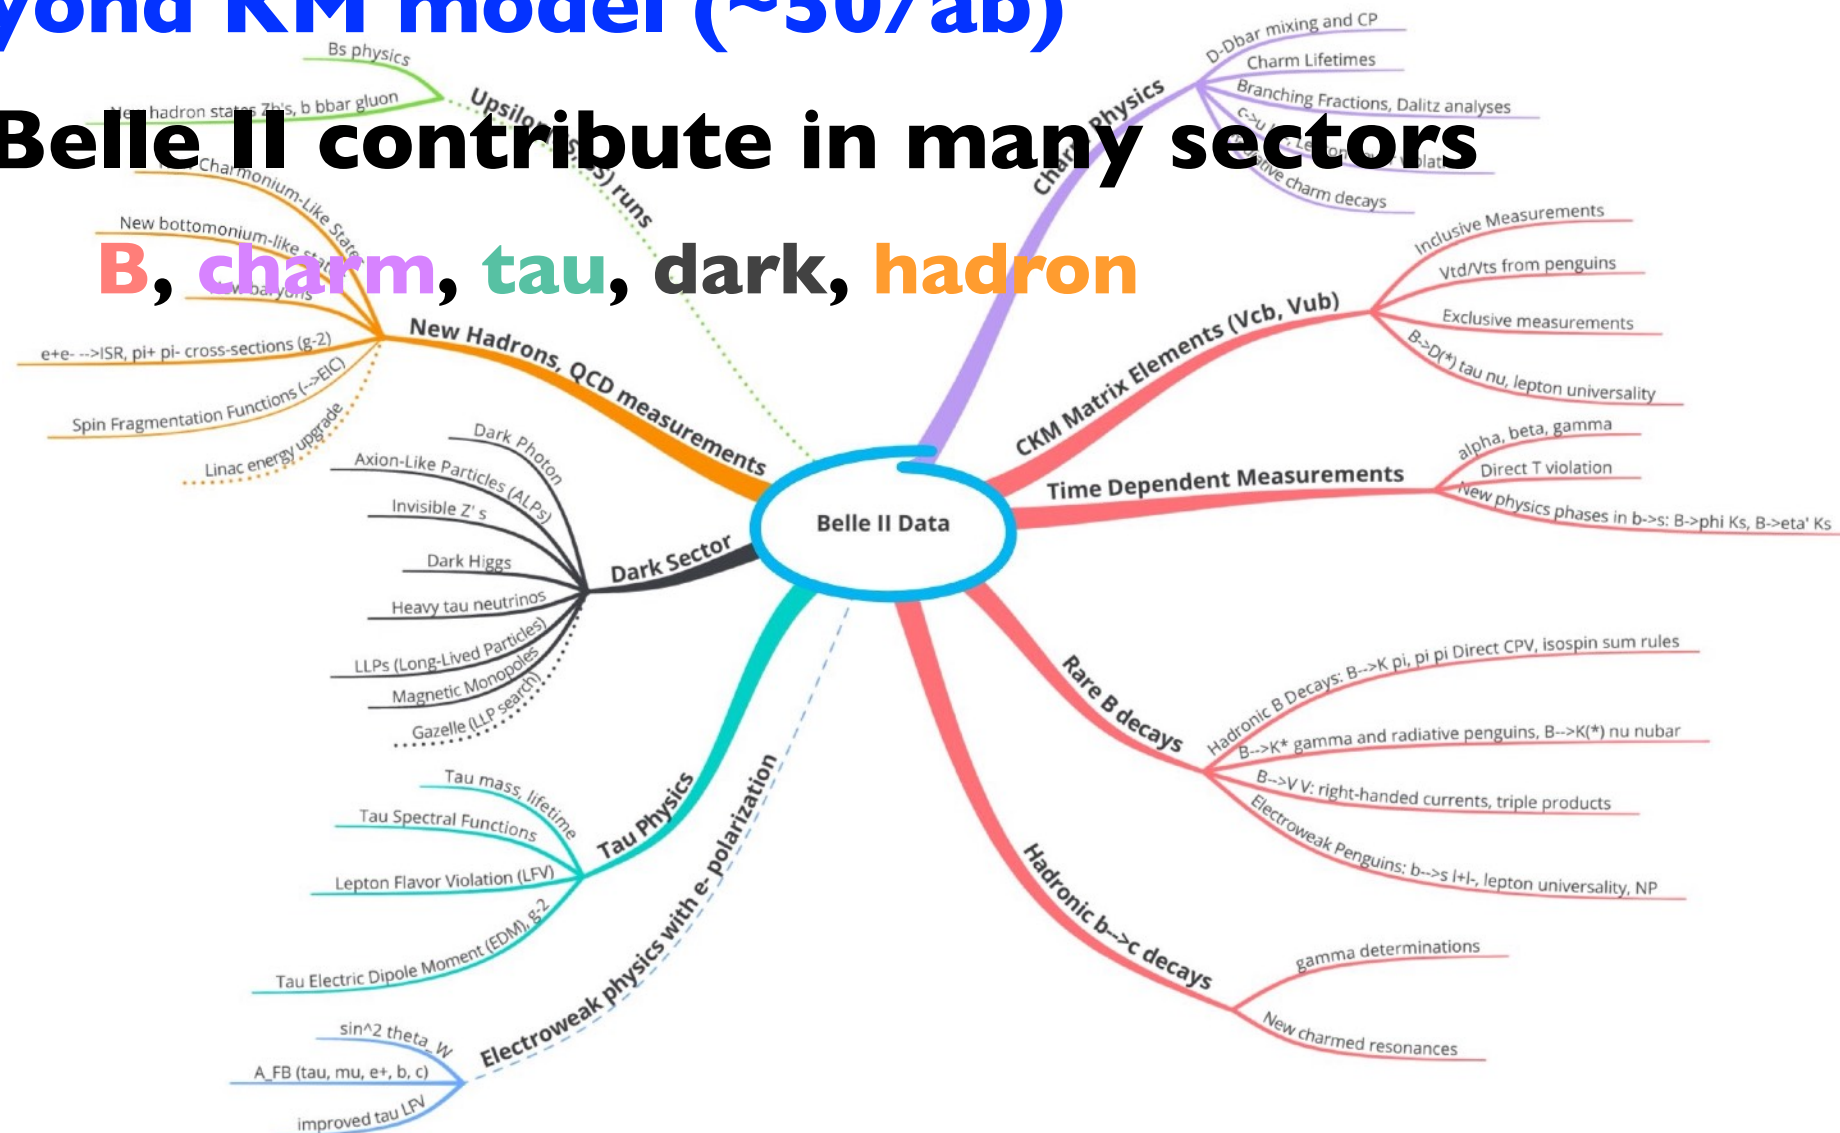 yond KM model (~50/ab)
Belle II contribute in many sectors
B, charm, tau, dark, hadron
Bs physics
New hadron states Zb's, b bbar gluon
runs
Charmonium-Like States
New bottomonium-like states
e+e- -->ISR, pi+ pi- cross-sections (g-2)
Spin Fragmentation Functions (-->EIC)
Linac energy upgrade
New Hadrons, QCD measurements
Dark Photon
Axion-Like Particles (ALPs)
Invisible Z' s
Dark Higgs
Heavy tau neutrinos
LLPs (Long-Lived Particles)
Magnetic Monopoles
Gazelle (LLP search)
Dark Sector
Tau mass, lifetime
Tau Spectral Functions
Lepton Flavor Violation (LFV)
Tau Electric Dipole Moment (EDM), g-2
Tau Physics
sin^2 theta_W
A_FB (tau, mu, e+, b, c)
improved tau LFV
Electroweak physics with e- polarization
Belle II Data
Charm Physics
D-Dbar mixing and CP
Charm Lifetimes
Branching Fractions, Dalitz analyses
c->u
charm decays
CKM Matrix Elements (Vcb, Vub)
Inclusive Measurements
Vtd/Vts from penguins
Exclusive measurements
B->D(*) tau nu, lepton universality
Time Dependent Measurements
alpha, beta, gamma
Direct T violation
New physics phases in b->s: B->phi Ks, B->eta' Ks
Rare B decays
Hadronic B Decays: B-->K pi, pi pi Direct CPV, isospin sum rules
B-->K* gamma and radiative penguins, B-->K(*) nu nubar
B-->V V: right-handed currents, triple products
Electroweak Penguins: b-->s l+l-, lepton universality, NP
Hadronic b-->c decays
gamma determinations
New charmed resonances